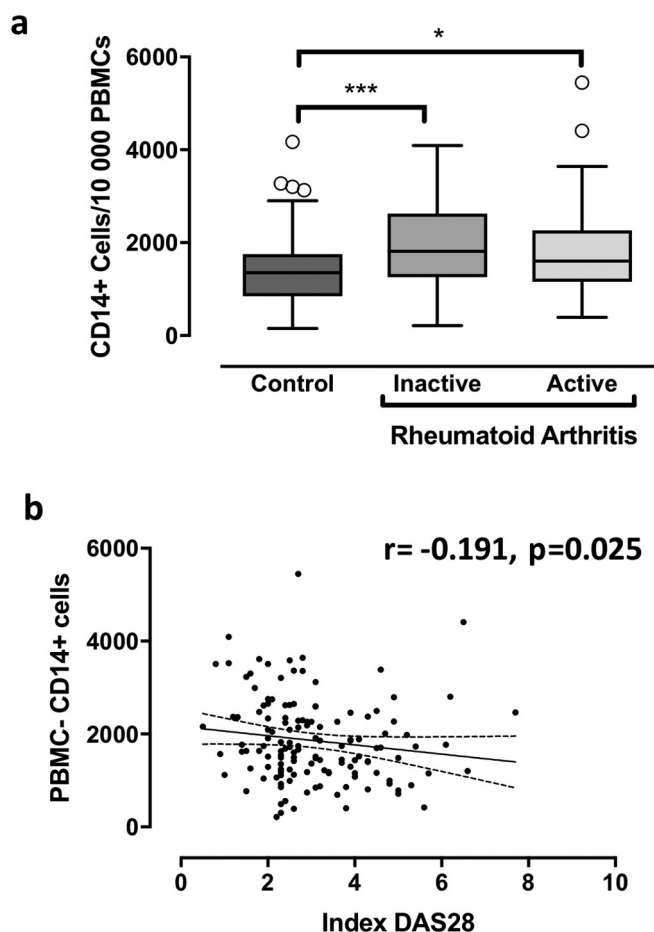 a
CD14+ Cells/10 000 PBMCs
6000
4000
2000
0
*
***
Control Inactive Active
Rheumatoid Arthritis
b
r= -0.191, p=0.025
PBMC- CD14+ cells
6000
4000
2000
0
0 2 4 6 8 10
Index DAS28